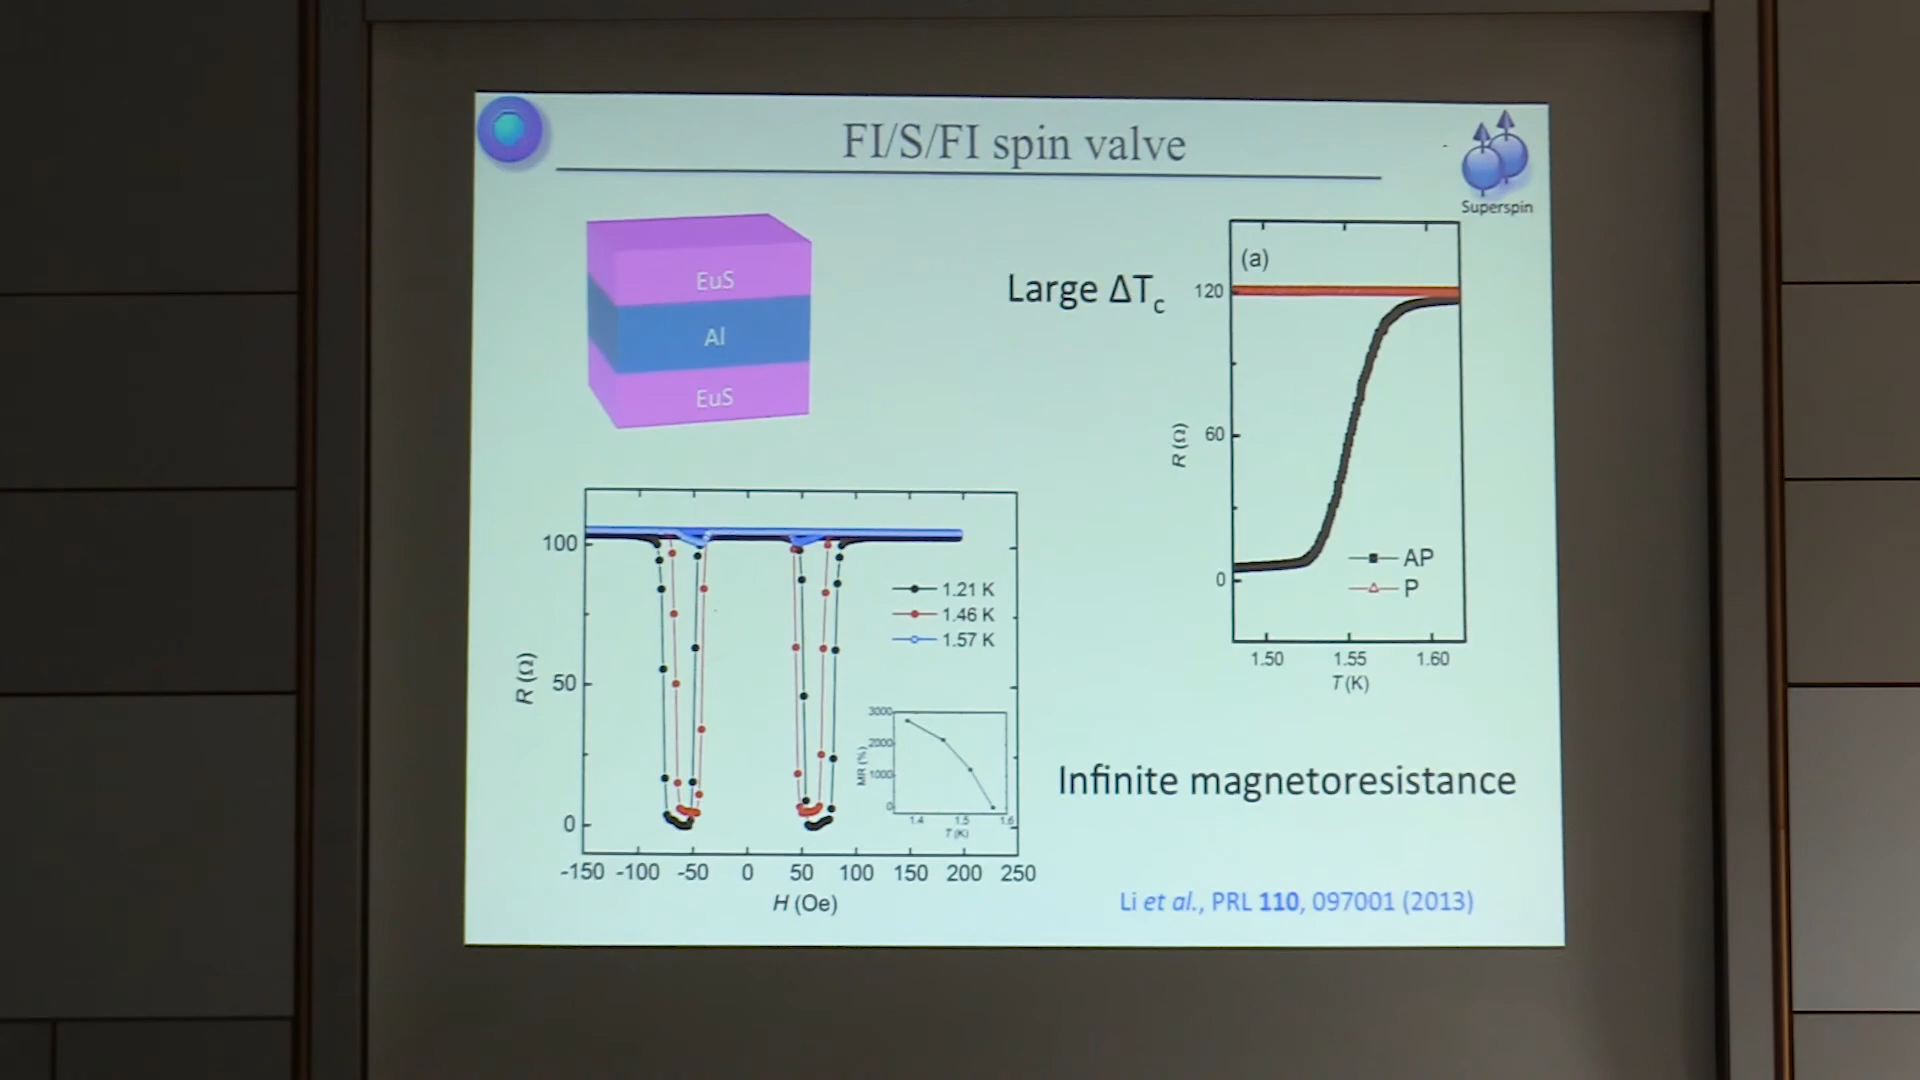 FI/S/FI spin valve
Superspin
EuS
Al
EuS
Large ΔTc
(a)
120
60
0
R (Ω)
AP
P
1.50 1.55 1.60
T (K)
100
50
0
R (Ω)
1.21 K
1.46 K
1.57 K
3000
2000
1000
0
MR (%)
1.4 1.5 1.6
T (K)
-150 -100 -50 0 50 100 150 200 250
H (Oe)
Infinite magnetoresistance
Li et al., PRL 110, 097001 (2013)